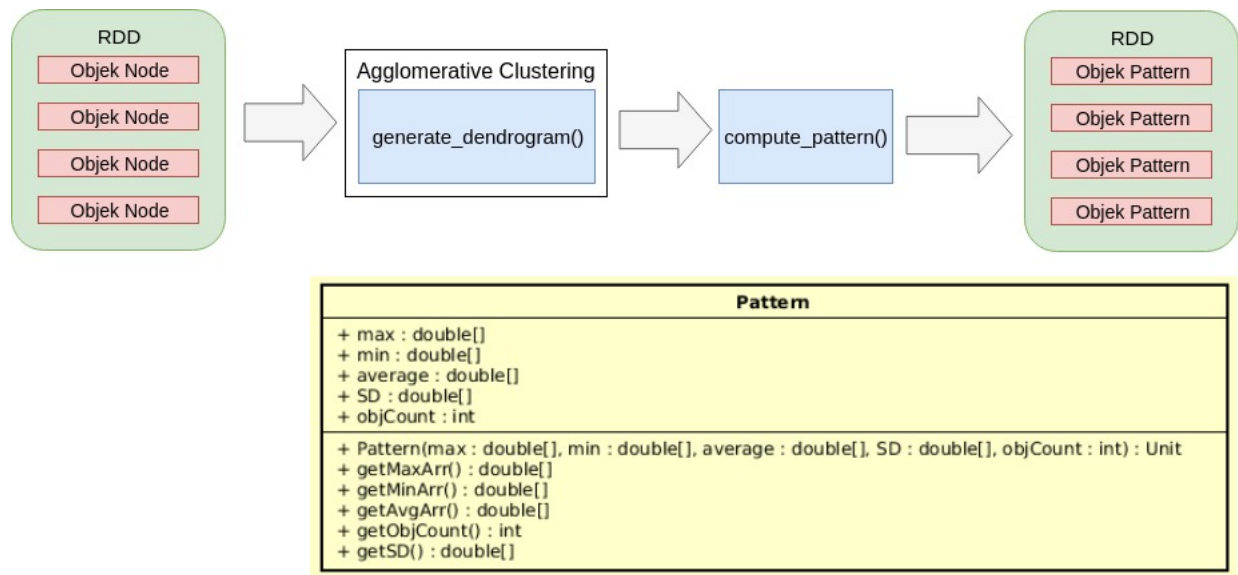 RDD
Objek Node
Objek Node
Objek Node
Objek Node
Agglomerative Clustering
generate_dendrogram()
compute_pattern()
RDD
Objek Pattern
Objek Pattern
Objek Pattern
Objek Pattern
Pattern
+ max : double[]
+ min : double[]
+ average : double[]
+ SD : double[]
+ objCount : int
+ Pattern(max : double[], min : double[], average : double[], SD : double[], objCount : int) : Unit
+ getMaxArr() : double[]
+ getMinArr() : double[]
+ getAvgArr() : double[]
+ getObjCount() : int
+ getSD() : double[]